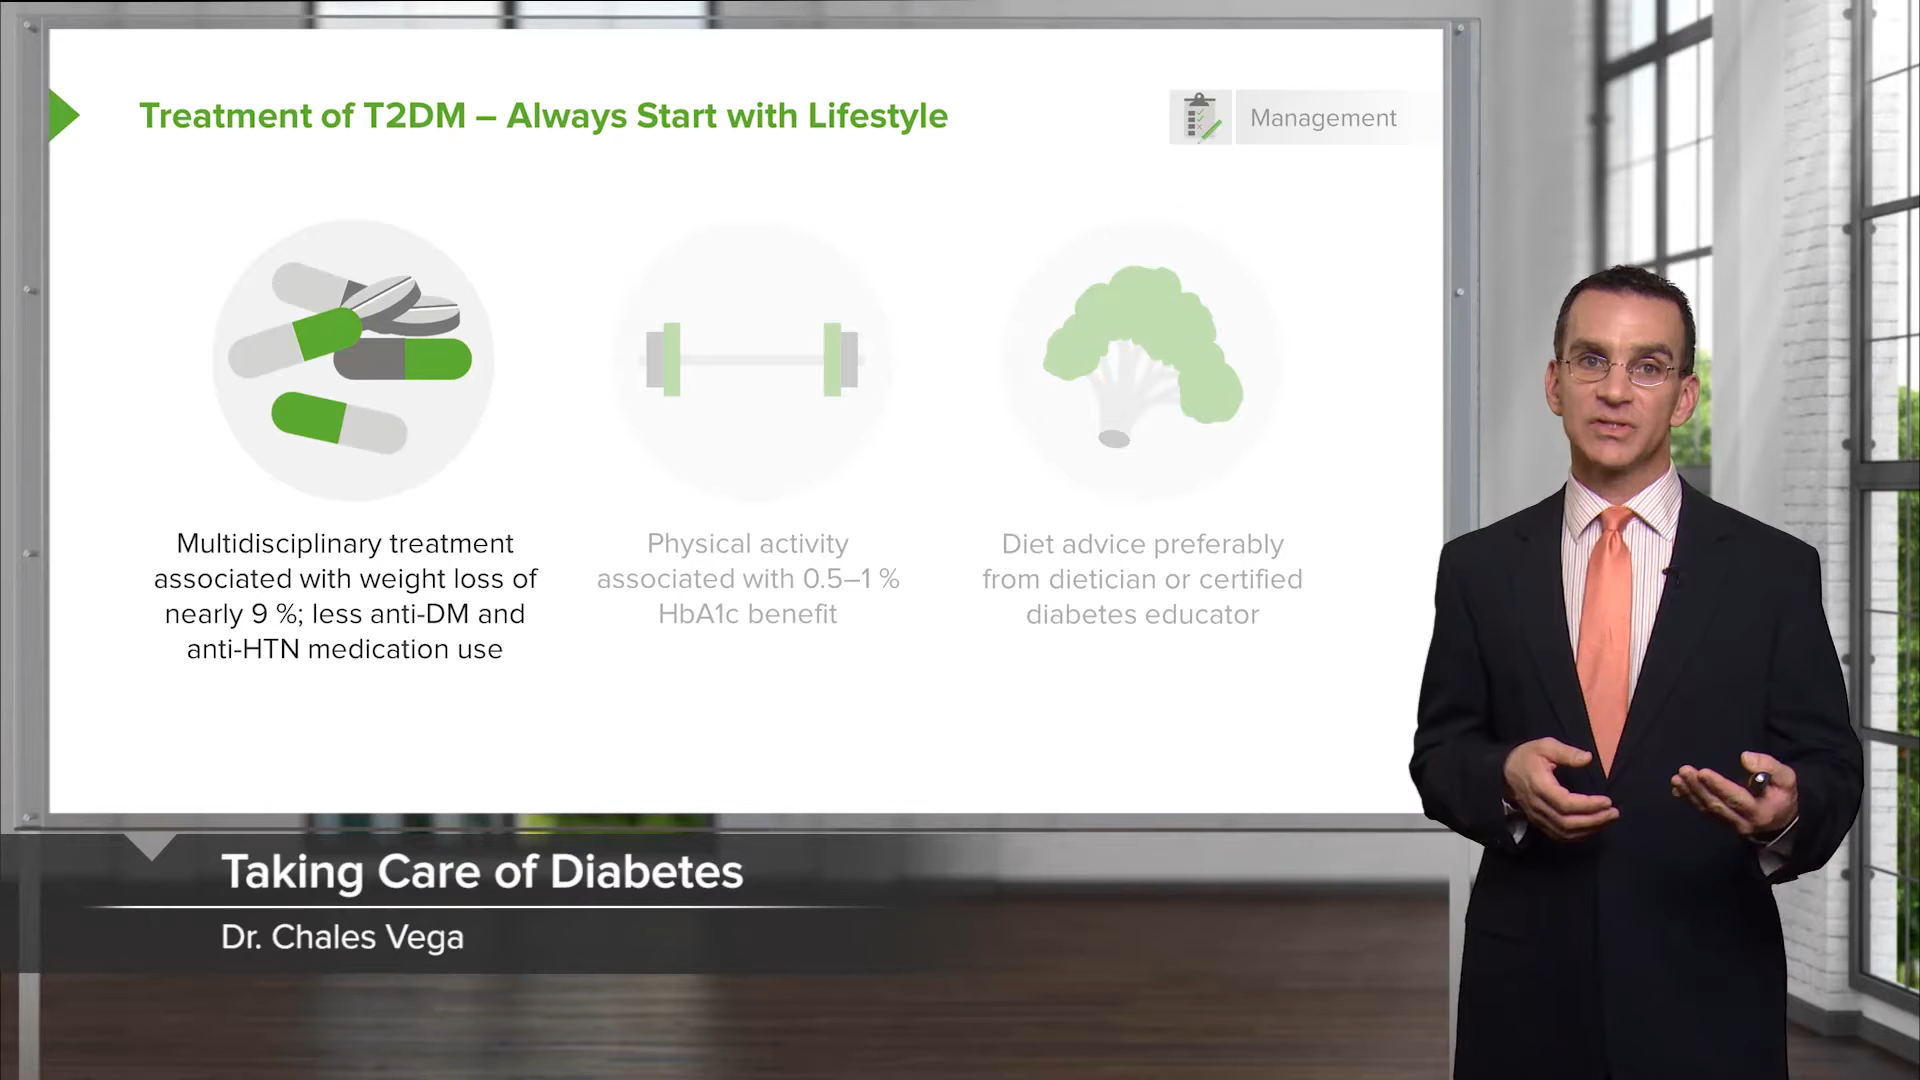 Treatment of T2DM – Always Start with Lifestyle
Management
Multidisciplinary treatment
associated with weight loss of
nearly 9 %; less anti-DM and
anti-HTN medication use
Physical activity
associated with 0.5–1 %
HbA1c benefit
Diet advice preferably
from dietician or certified
diabetes educator
Taking Care of Diabetes
Dr. Chales Vega